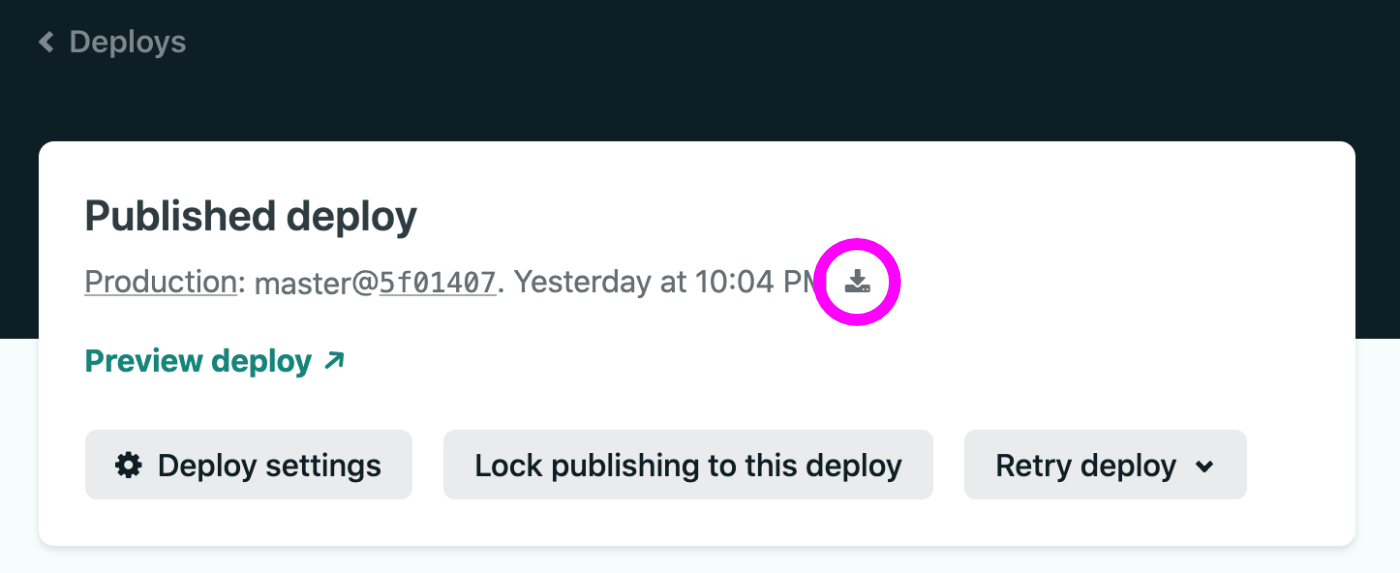 Deploys
Published deploy
Production: master@5f01407. Yesterday at 10:04 PM
Preview deploy
Deploy settings
Lock publishing to this deploy
Retry deploy